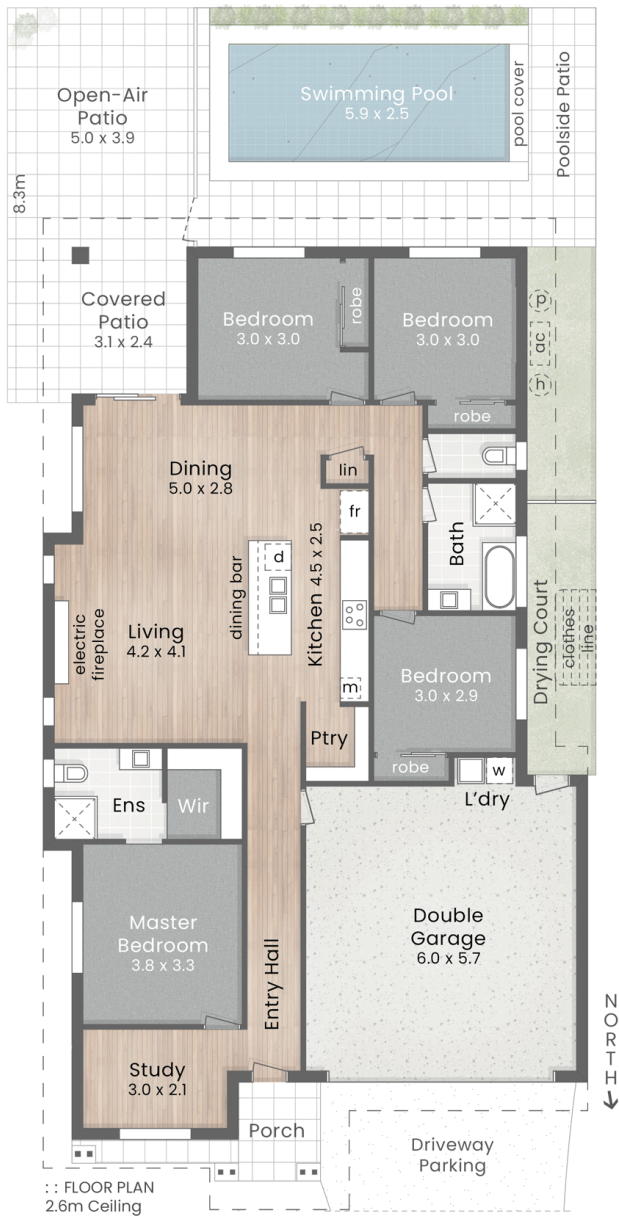 Open-Air
Patio
5.0 x 3.9
8.3m
Swimming Pool
5.9 x 2.5
pool cover
Poolside Patio
Covered
Patio
3.1 x 2.4
Bedroom
3.0 x 3.0
robe
Bedroom
3.0 x 3.0
robe
p
ac
h
Dining
5.0 x 2.8
lin
fr
Bath
dining bar
d
Kitchen 4.5 x 2.5
electric
fireplace
Living
4.2 x 4.1
m
Bedroom
3.0 x 2.9
robe
Drying Court
clothes
line
Ptry
w
L'dry
Ens
Wir
Master
Bedroom
3.8 x 3.3
Entry Hall
Double
Garage
6.0 x 5.7
NORTH
Study
3.0 x 2.1
Porch
Driveway
Parking
:: FLOOR PLAN
2.6m Ceiling